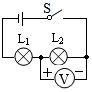 S
L₁ L₂
+ V −